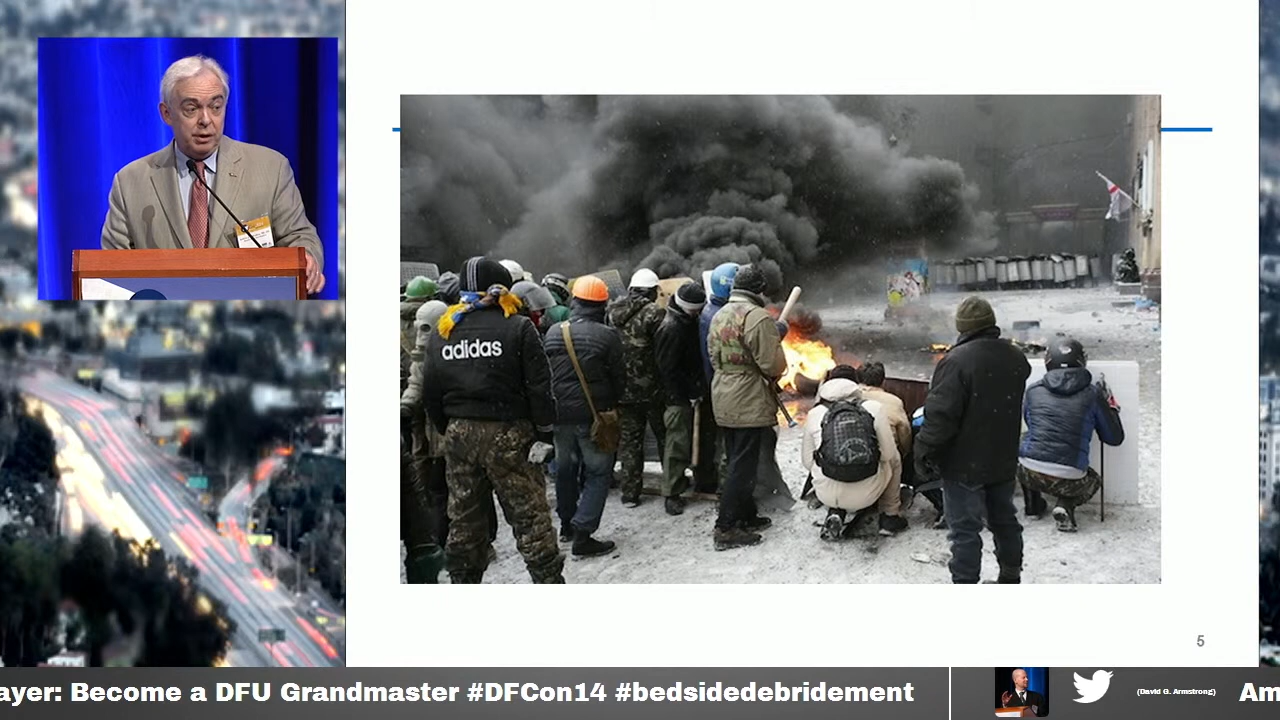 adidas
5
ayer: Become a DFU Grandmaster #DFCon14 #bedsidedebridement
(David G. Armstrong)
Am